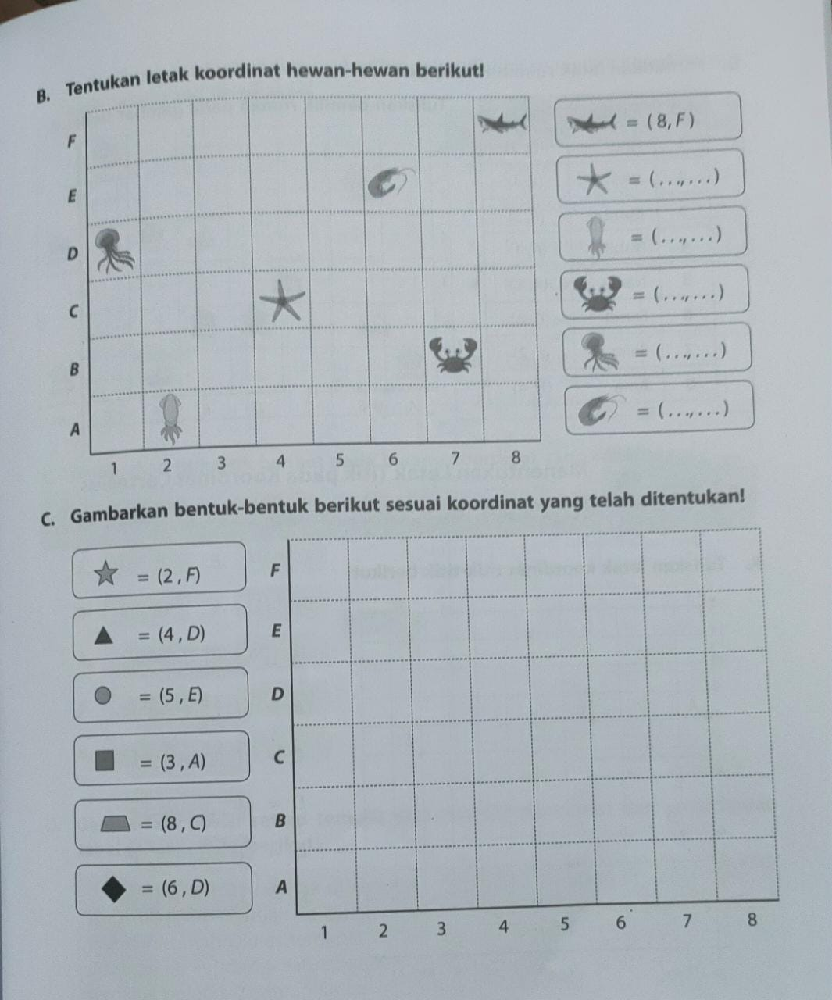 B. Tentukan letak koordinat hewan-hewan berikut!
F
E
D
C
B
A
1 2 3 4 5 6 7 8
= (8, F)
= (...,...)
= (...,...)
= (...,...)
= (...,...)
= (...,...)
C. Gambarkan bentuk-bentuk berikut sesuai koordinat yang telah ditentukan!
= (2, F)
= (4, D)
= (5, E)
= (3, A)
= (8, C)
= (6, D)
F
E
D
C
B
A
1 2 3 4 5 6 7 8